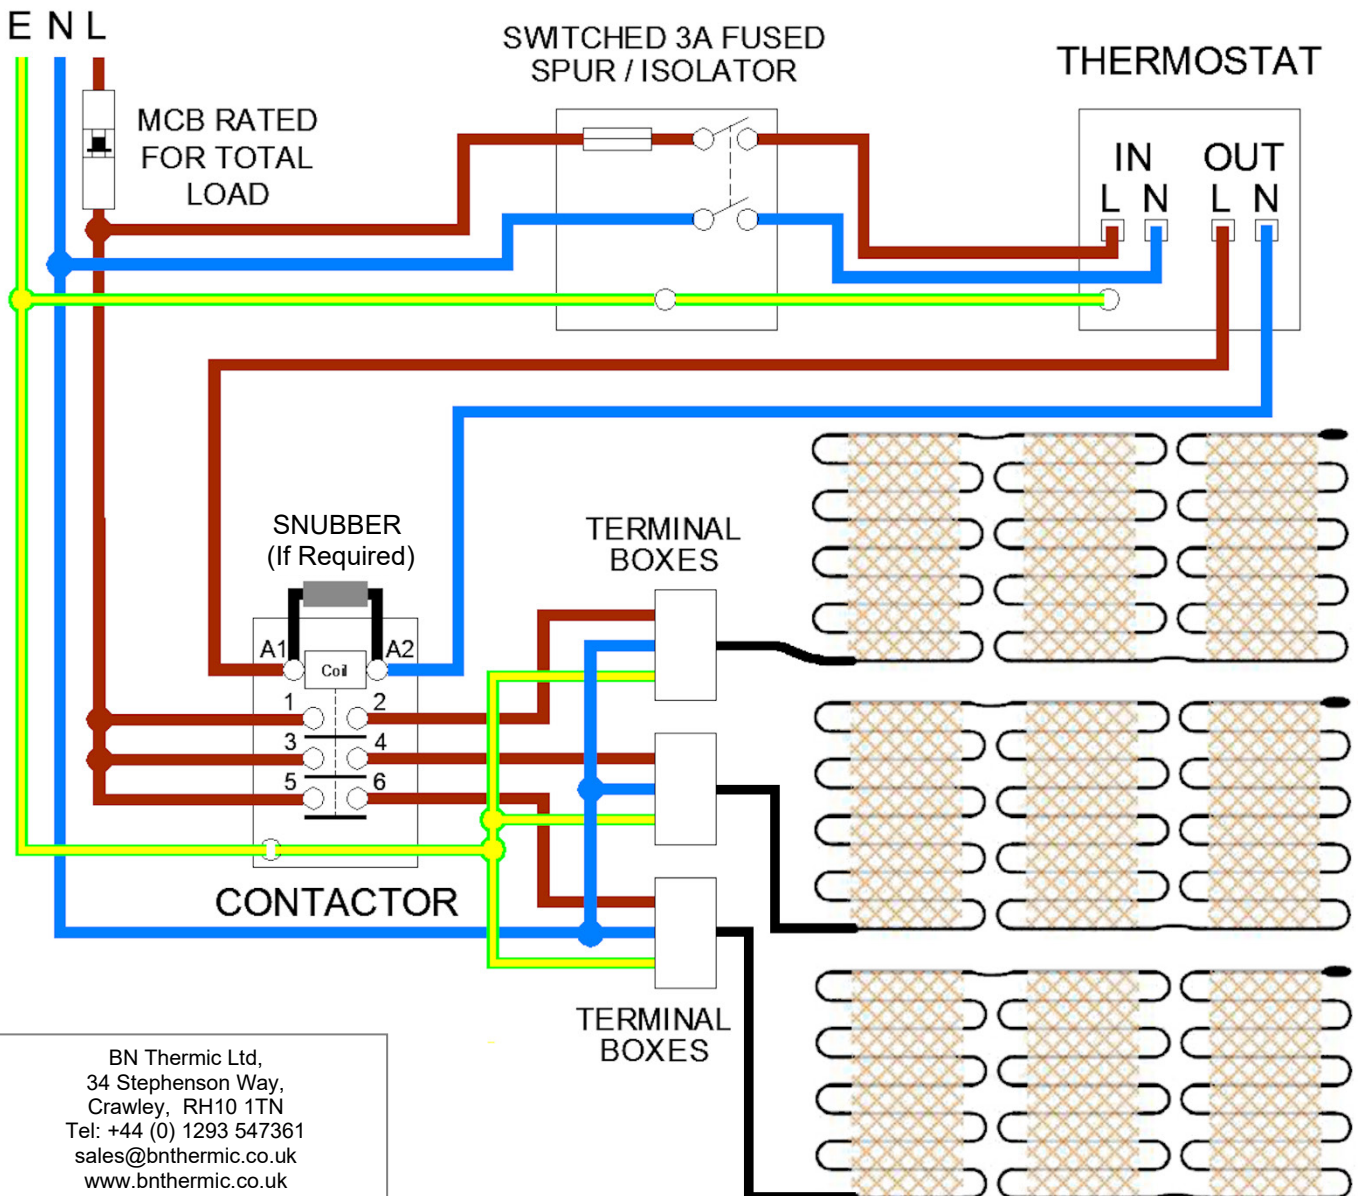 E N L
SWITCHED 3A FUSED
SPUR / ISOLATOR
THERMOSTAT
MCB RATED
FOR TOTAL
LOAD
IN OUT
L N L N
SNUBBER
(If Required)
TERMINAL
BOXES
A1 Coil A2
1 2
3 4
5 6
CONTACTOR
TERMINAL
BOXES
BN Thermic Ltd,
34 Stephenson Way,
Crawley, RH10 1TN
Tel: +44 (0) 1293 547361
sales@bnthermic.co.uk
www.bnthermic.co.uk